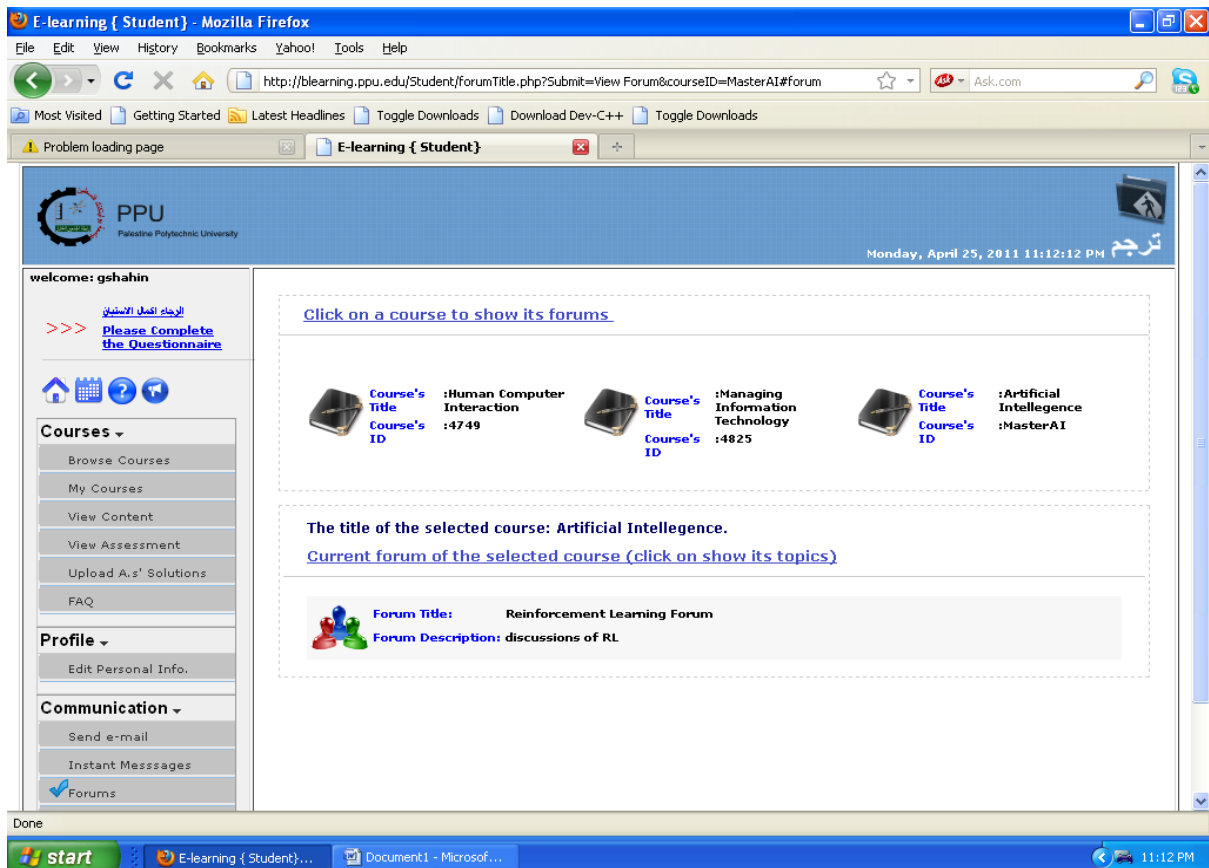 E-learning { Student} - Mozilla Firefox
File Edit View History Bookmarks Yahoo! Tools Help
http://blearning.ppu.edu/Student/forumTitle.php?Submit=View Forum&courseID=MasterAI#forum
Ask Ask.com
Most Visited Getting Started Latest Headlines Toggle Downloads Download Dev-C++ Toggle Downloads
Problem loading page E-learning { Student}
PPU
Palestine Polytechnic University
Monday, April 25, 2011 11:12:12 PM ترجم
welcome: gshahin
الرجاء اكمال الاستبيان
>>> Please Complete
the Questionnaire
Courses
Browse Courses
My Courses
View Content
View Assessment
Upload A.s' Solutions
FAQ
Profile
Edit Personal Info.
Communication
Send e-mail
Instant Messsages
Forums
Click on a course to show its forums
Course's Title :Human Computer Interaction
Course's ID :4749
Course's Title :Managing Information Technology
Course's ID :4825
Course's Title :Artificial Intellegence
Course's ID :MasterAI
The title of the selected course: Artificial Intellegence.
Current forum of the selected course (click on show its topics)
Forum Title: Reinforcement Learning Forum
Forum Description: discussions of RL
Done
start E-learning { Student}... Document1 - Microsof... 11:12 PM